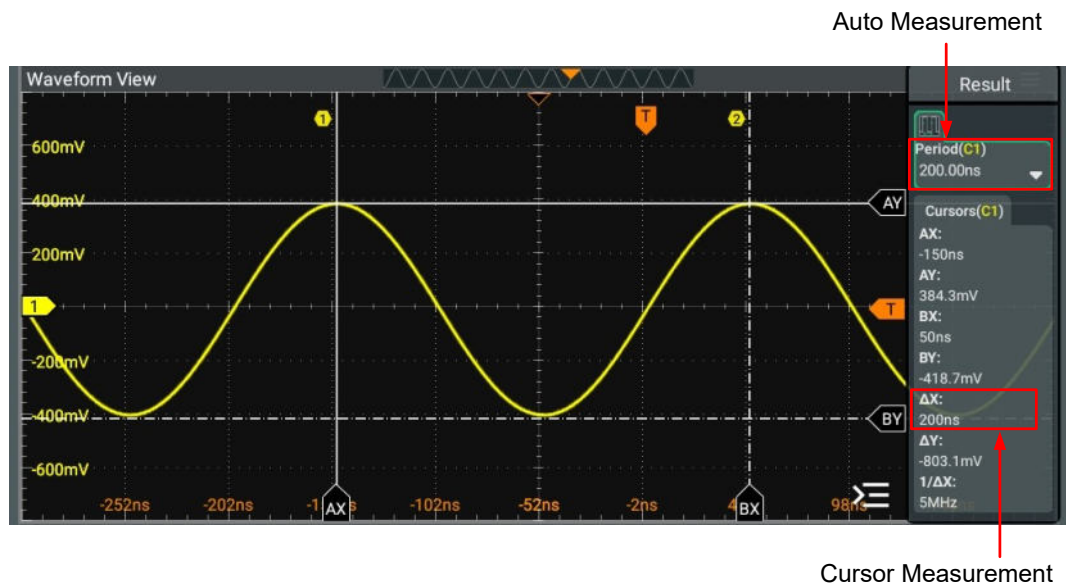 Auto Measurement
Waveform View
Result
1
T
2
Period(C1)
200.00ns
600mV
400mV
AY
Cursors(C1)
AX:
-150ns
200mV
AY:
384.3mV
1
T
BX:
50ns
-200mV
BY:
-418.7mV
-400mV
BY
ΔX:
200ns
ΔY:
-803.1mV
-600mV
1/ΔX:
5MHz
-252ns
-202ns
AX
-102ns
-52ns
-2ns
BX
Cursor Measurement